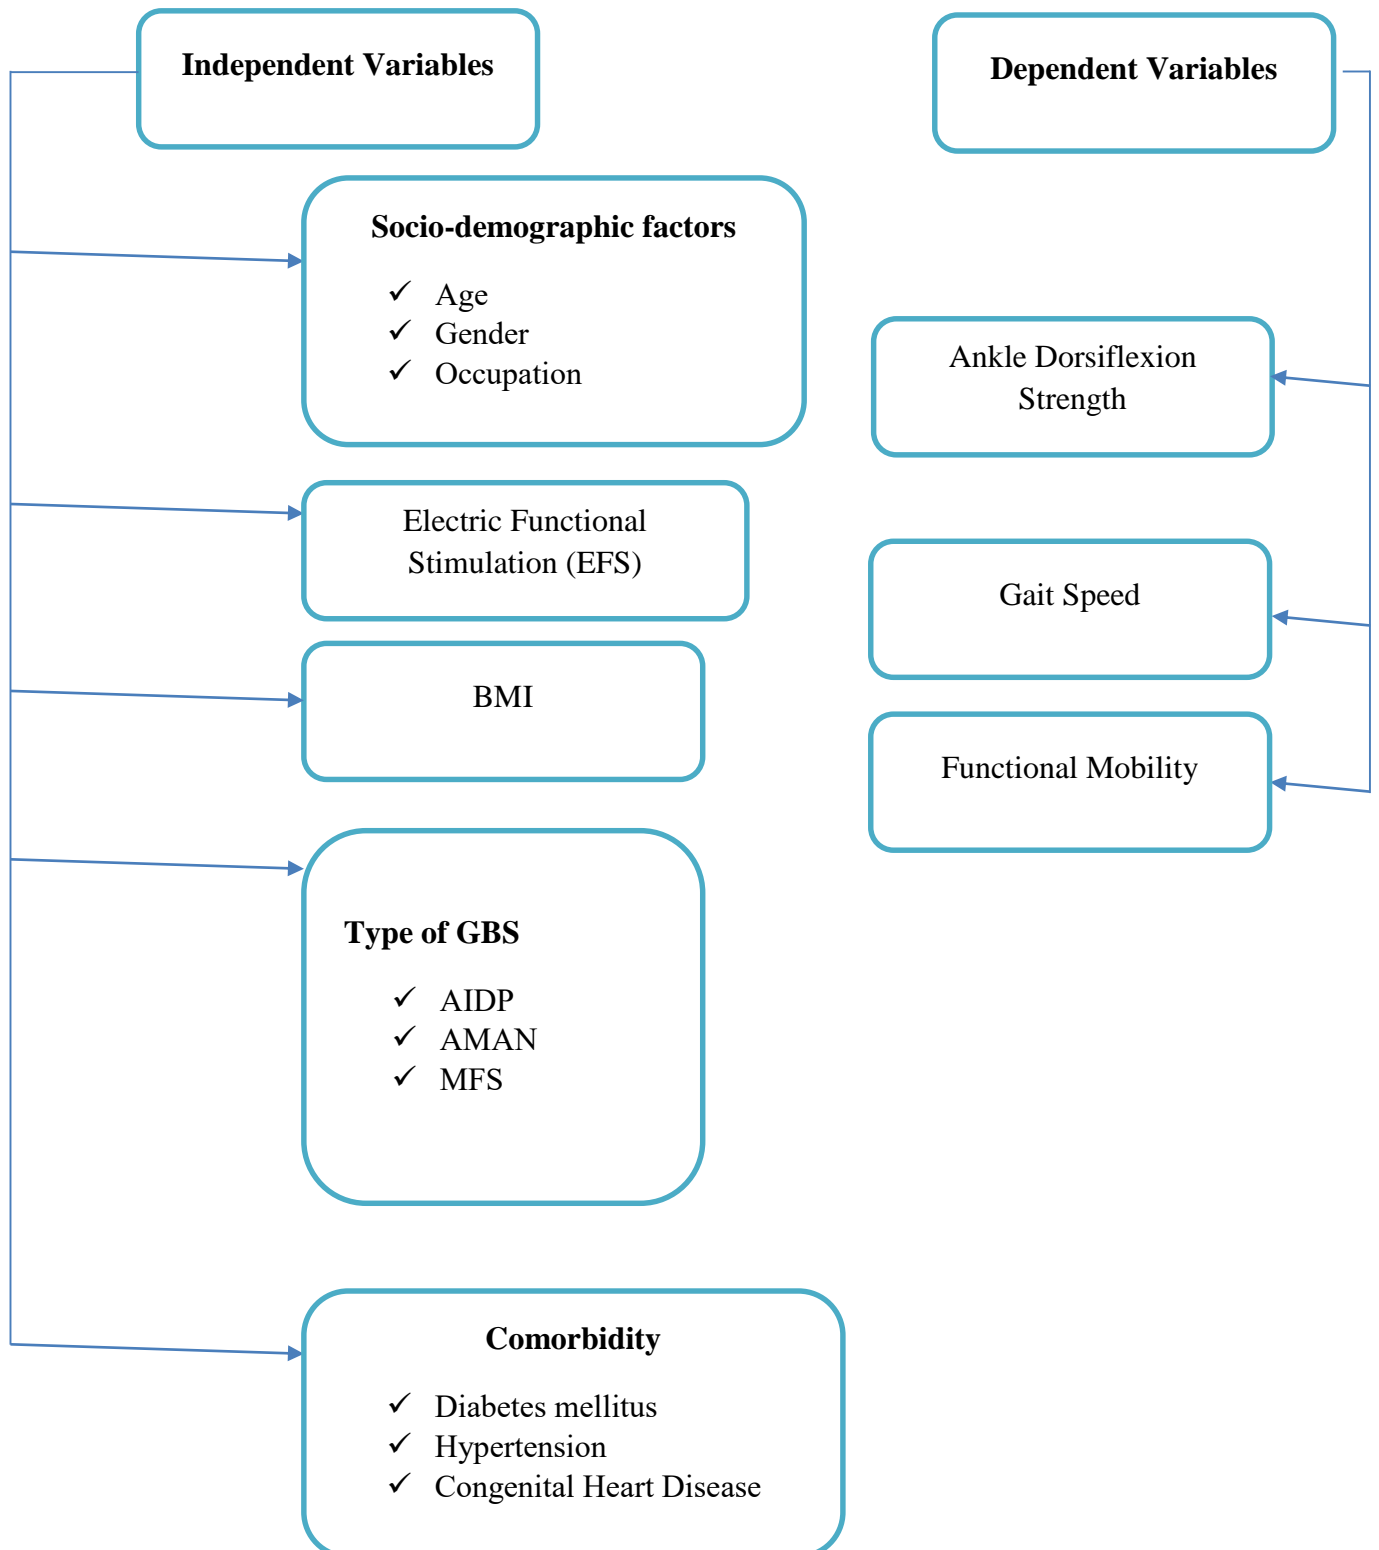 Independent Variables
Dependent Variables
Socio-demographic factors
✓ Age
✓ Gender
✓ Occupation
Ankle Dorsiflexion
Strength
Electric Functional
Stimulation (EFS)
Gait Speed
BMI
Functional Mobility
Type of GBS
✓ AIDP
✓ AMAN
✓ MFS
Comorbidity
✓ Diabetes mellitus
✓ Hypertension
✓ Congenital Heart Disease